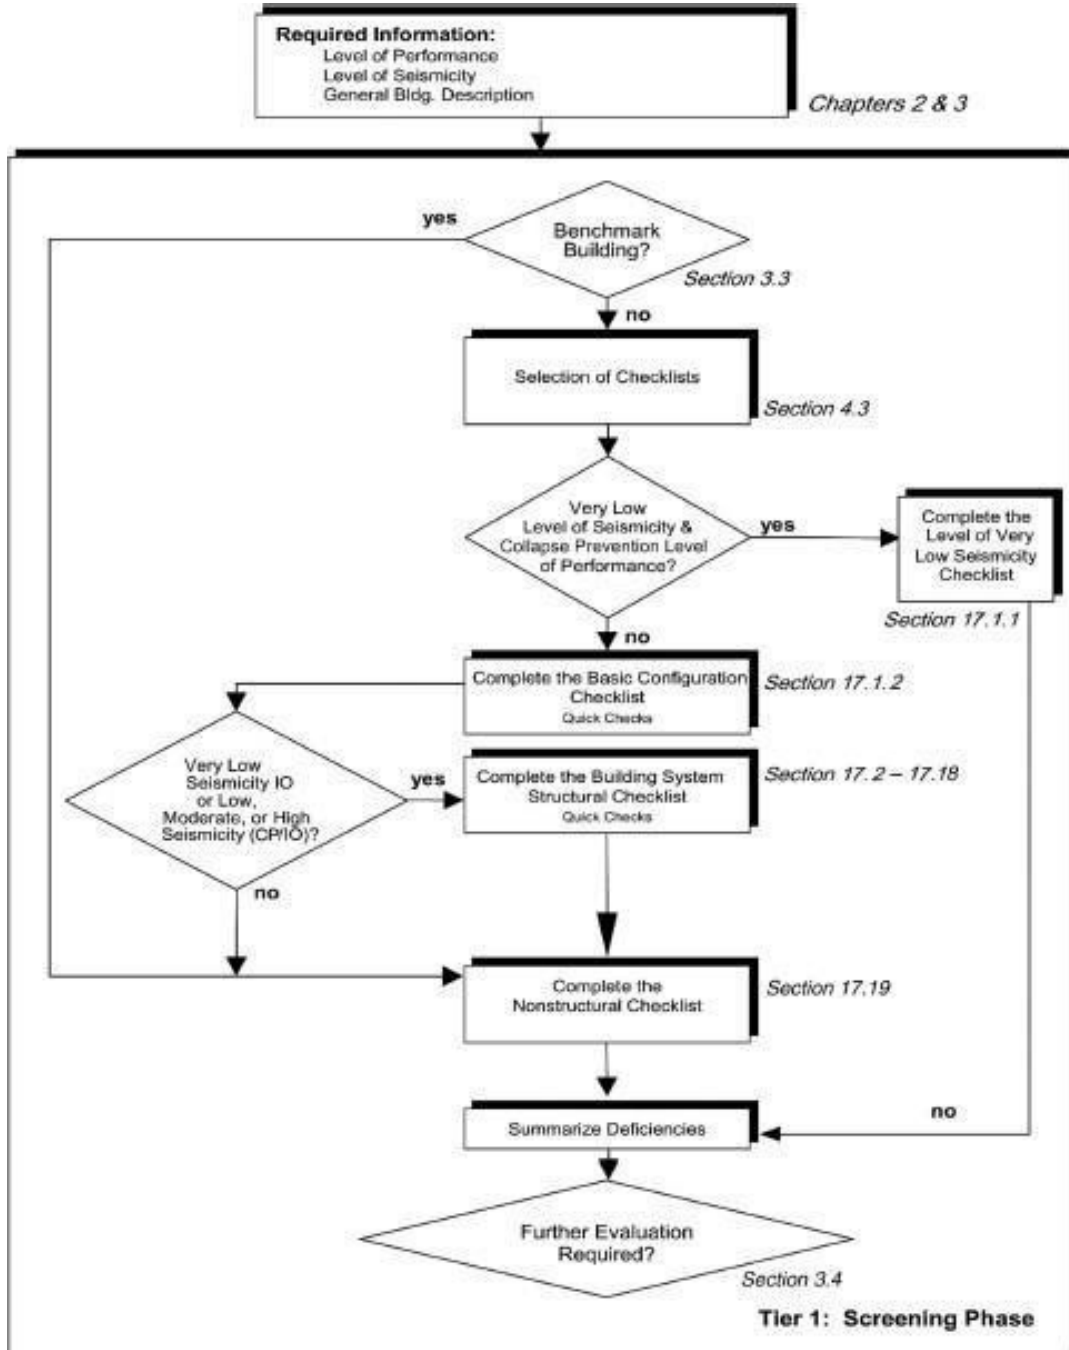 Required Information:
Level of Performance
Level of Seismicity
General Bldg. Description
Chapters 2 & 3
yes
Benchmark
Building?
Section 3.3
no
Selection of Checklists
Section 4.3
Very Low
Level of Seismicity &
Collapse Prevention Level
of Performance?
yes
Complete the
Level of Very
Low Seismicity
Checklist
Section 17.1.1
no
Complete the Basic Configuration
Checklist
Quick Checks
Section 17.1.2
Very Low
Seismicity IO
or Low,
Moderate, or High
Seismicity (CP/IO)?
yes
Complete the Building System
Structural Checklist
Quick Checks
Section 17.2 – 17.18
no
Complete the
Nonstructural Checklist
Section 17.19
no
Summarize Deficiencies
Further Evaluation
Required?
Section 3.4
Tier 1: Screening Phase